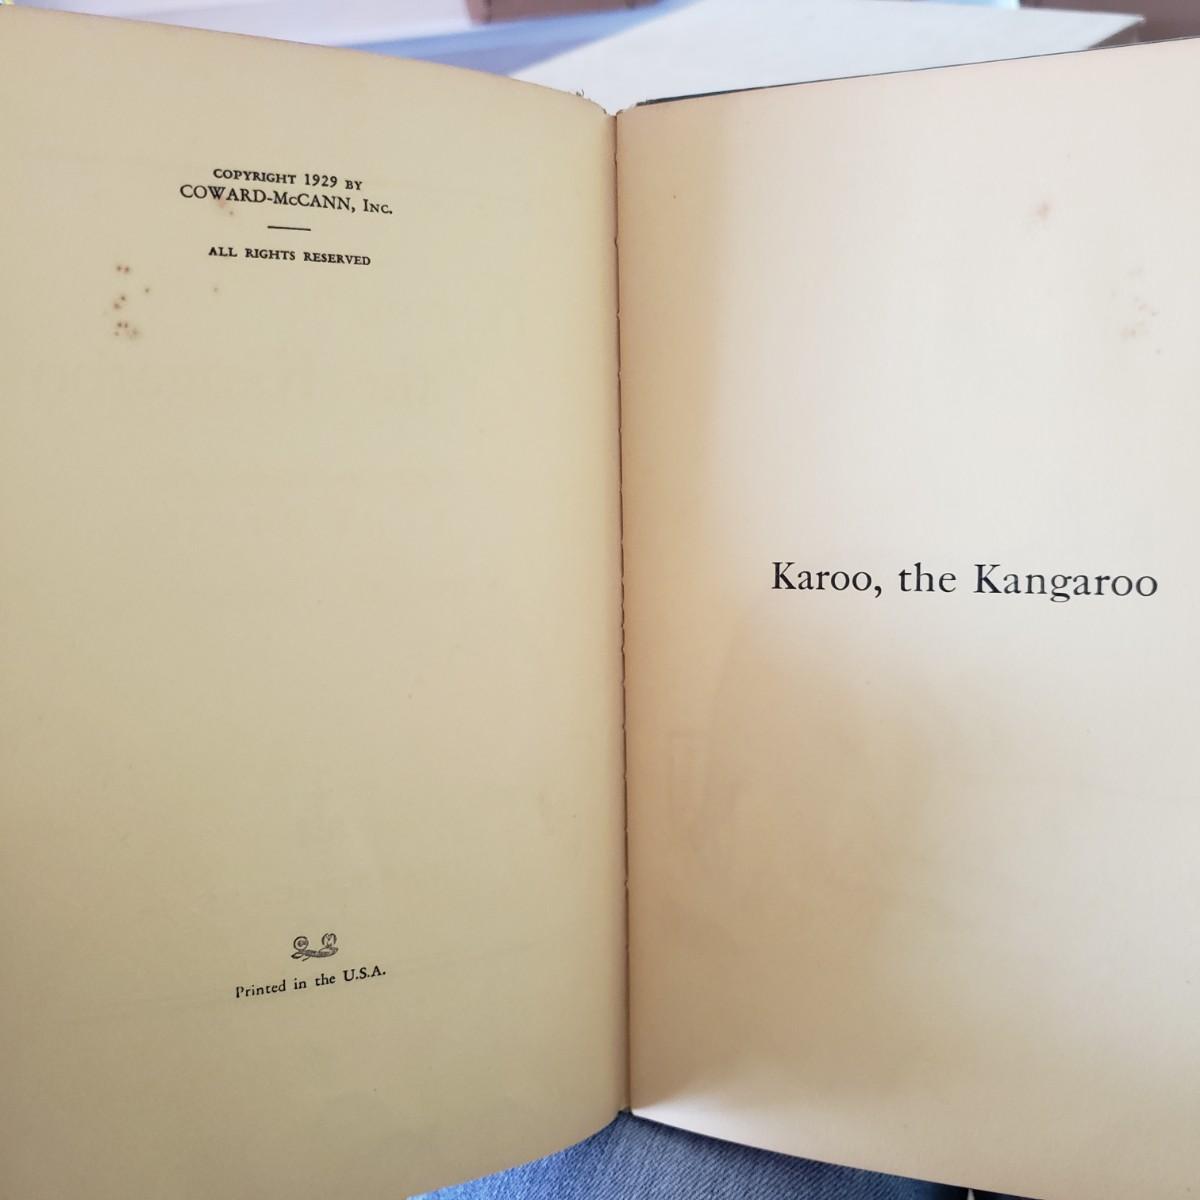 COPYRIGHT 1929 BY
COWARD-McCANN, INC.
ALL RIGHTS RESERVED
Printed in the U.S.A.
Karoo, the Kangaroo